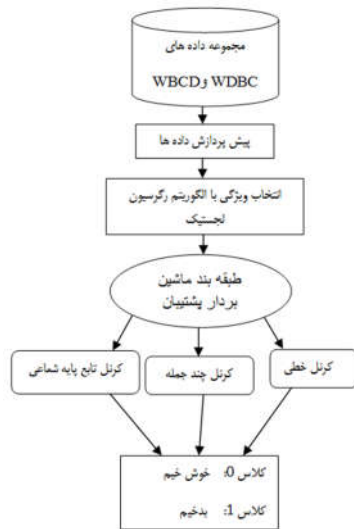 مجموعه داده های
WDBC و WBCD
پیش پردازش داده ها
انتخاب ویژگی با الگوریتم رگرسیون
لجستیک
طبقه بند ماشین
بردار پشتیبان
کرنل خطی
کرنل چند جمله
کرنل تابع پایه شعاعی
کلاس 0: خوش خیم
کلاس 1: بدخیم